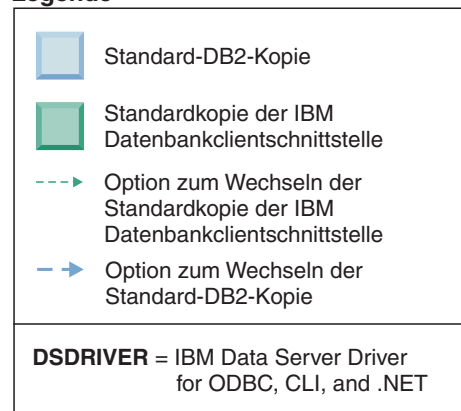 Legende
Standard-DB2-Kopie
Standardkopie der IBM
Datenbankclientschnittstelle
Option zum Wechseln der
Standardkopie der IBM
Datenbankclientschnittstelle
Option zum Wechseln der
Standard-DB2-Kopie
DSDRIVER = IBM Data Server Driver
for ODBC, CLI, and .NET